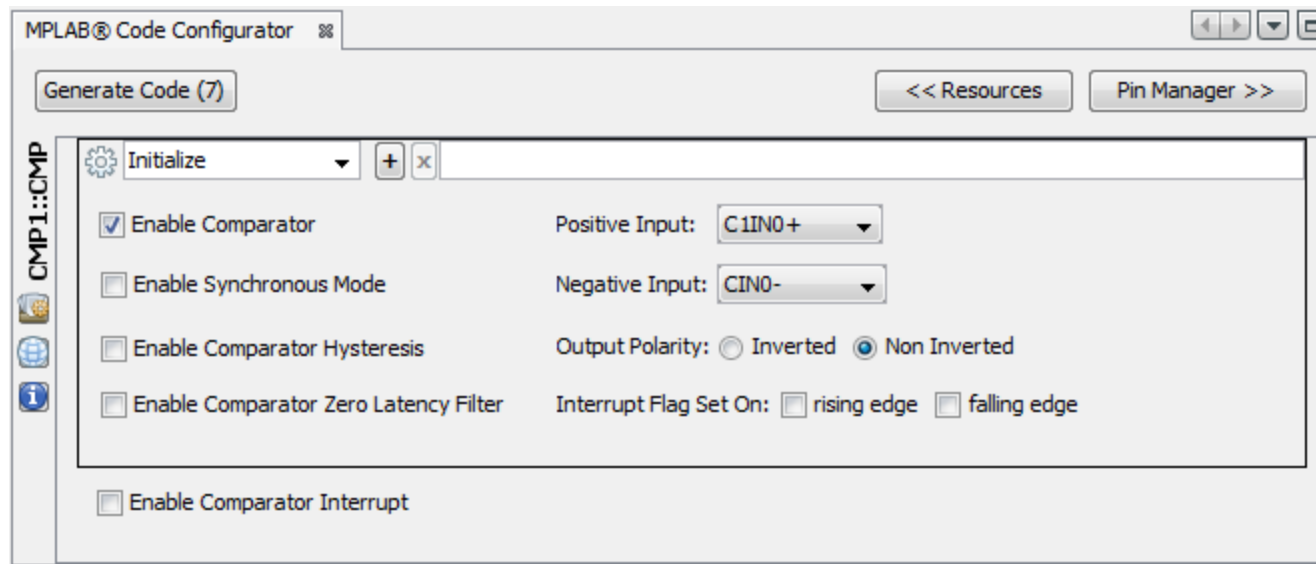 MPLAB® Code Configurator
Generate Code (7) << Resources Pin Manager >>
CMP1::CMP
Initialize + x
Enable Comparator Positive Input: C1IN0+
Enable Synchronous Mode Negative Input: CIN0-
Enable Comparator Hysteresis Output Polarity: Inverted Non Inverted
Enable Comparator Zero Latency Filter Interrupt Flag Set On: rising edge falling edge
Enable Comparator Interrupt